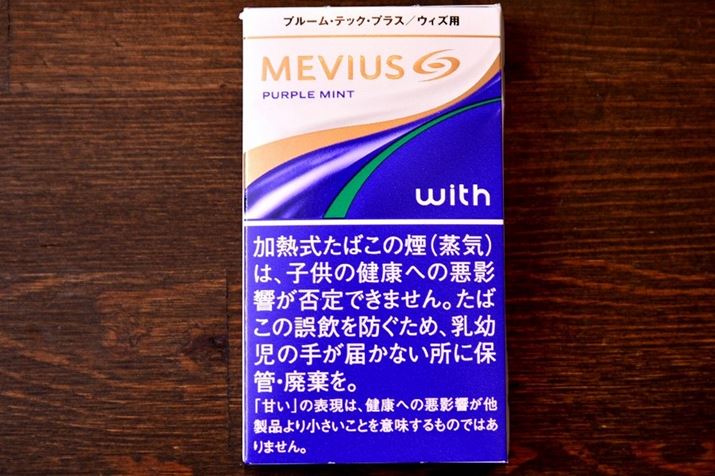 プルーム・テック・プラス/ウィズ用
MEVIUS
PURPLE MINT
with
加熱式たばこの煙(蒸気)
は、子供の健康への悪影
響が否定できません。たば
この誤飲を防ぐため、乳幼
児の手が届かない所に保
管・廃棄を。
「甘い」の表現は、健康への悪影響が他
製品より小さいことを意味するものではあ
りません。